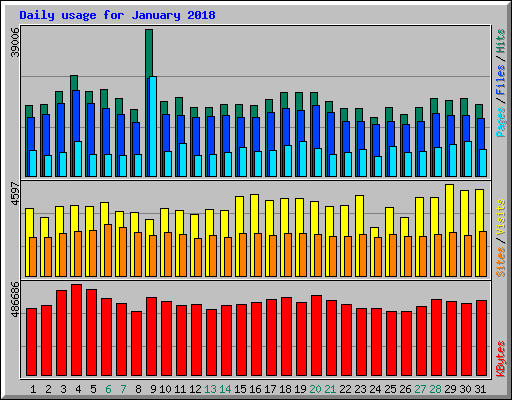 Daily usage for January 2018
39006
Pages/Files/Hits
4597
Sites/Visits
486686
KBytes
1 2 3 4 5 6 7 8 9 10 11 12 13 14 15 16 17 18 19 20 21 22 23 24 25 26 27 28 29 30 31